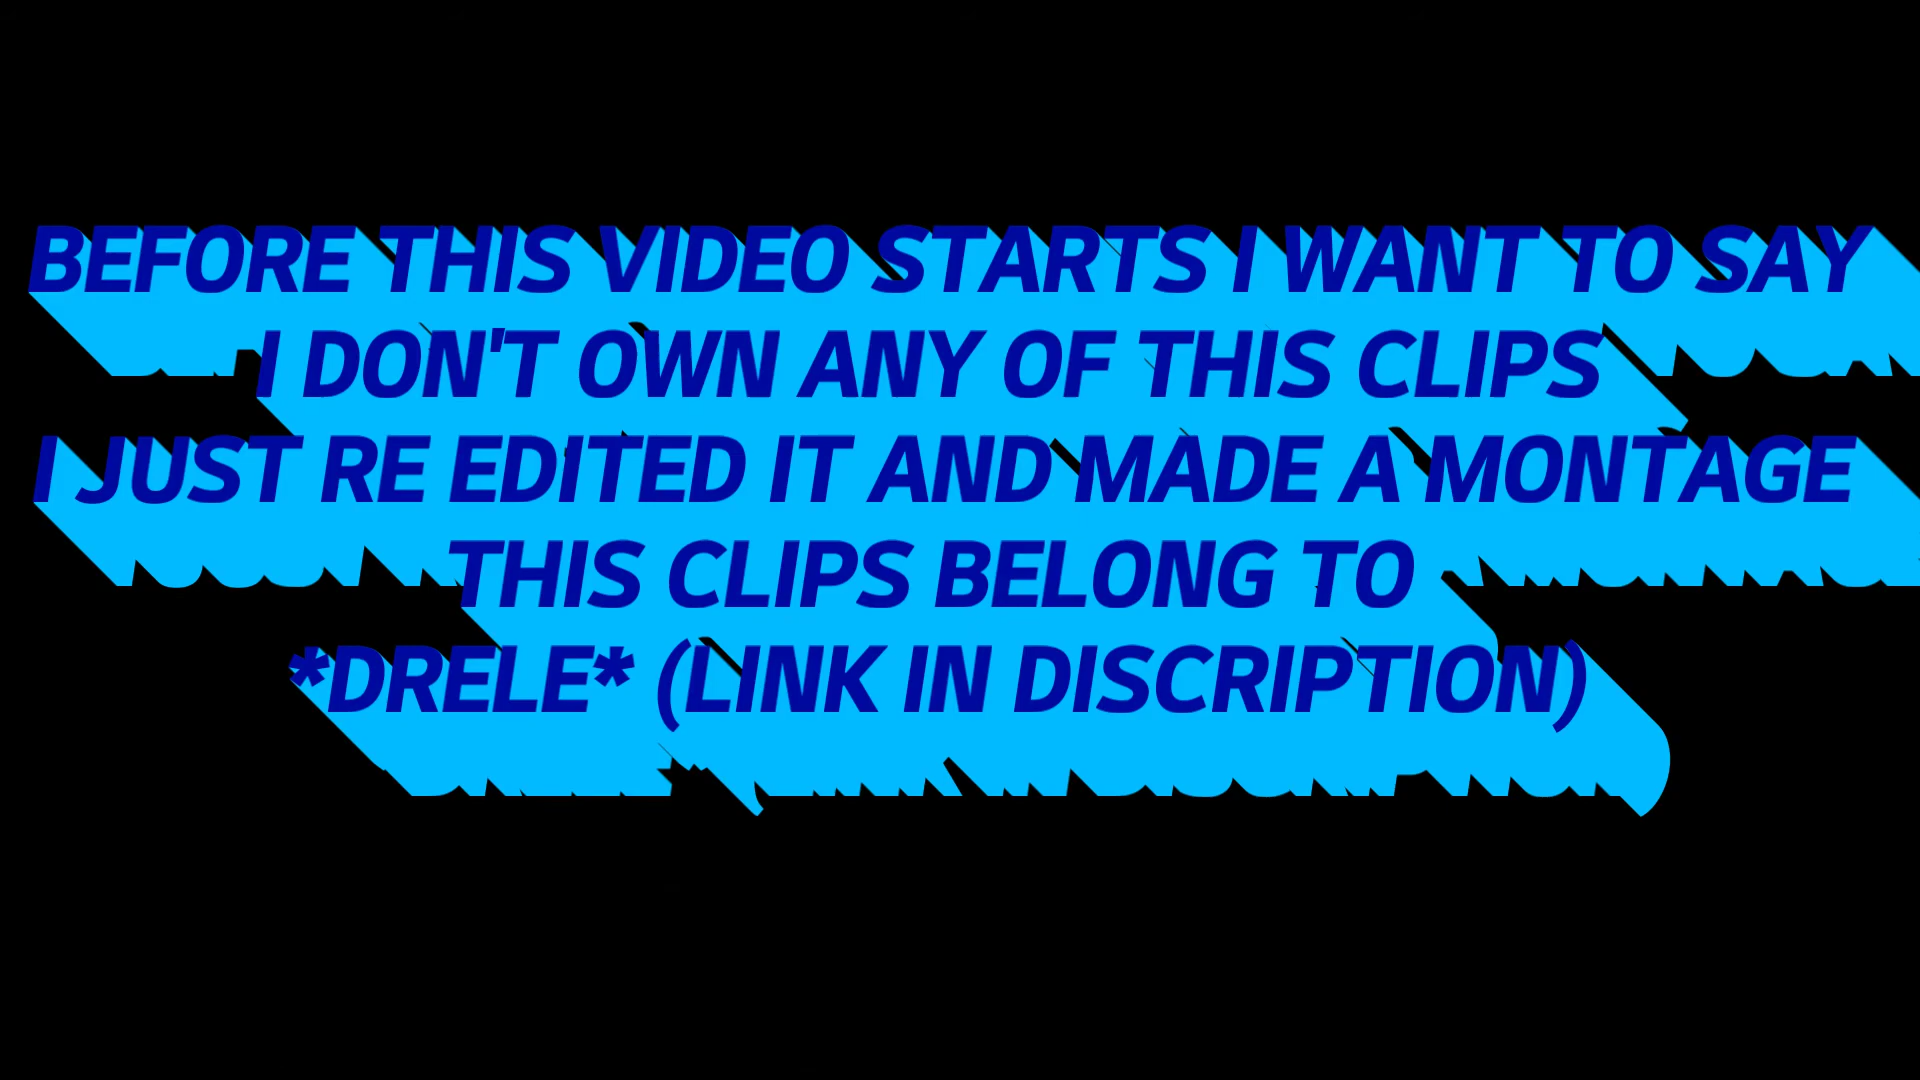 BEFORE THIS VIDEO STARTS I WANT TO SAY
I DON'T OWN ANY OF THIS CLIPS
I JUST RE EDITED IT AND MADE A MONTAGE
THIS CLIPS BELONG TO
*DRELE* (LINK IN DISCRIPTION)